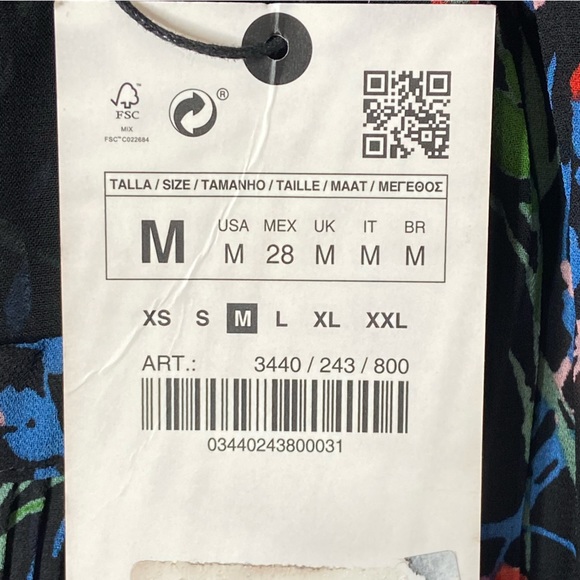 FSC
MIX
FSC™ C022684
®
TALLA / SIZE / TAMANHO / TAILLE / MAAT / ΜΕΓΕΘΟΣ
M
USA MEX UK IT BR
M 28 M M M
XS S M L XL XXL
ART.: 3440 / 243 / 800
03440243800031